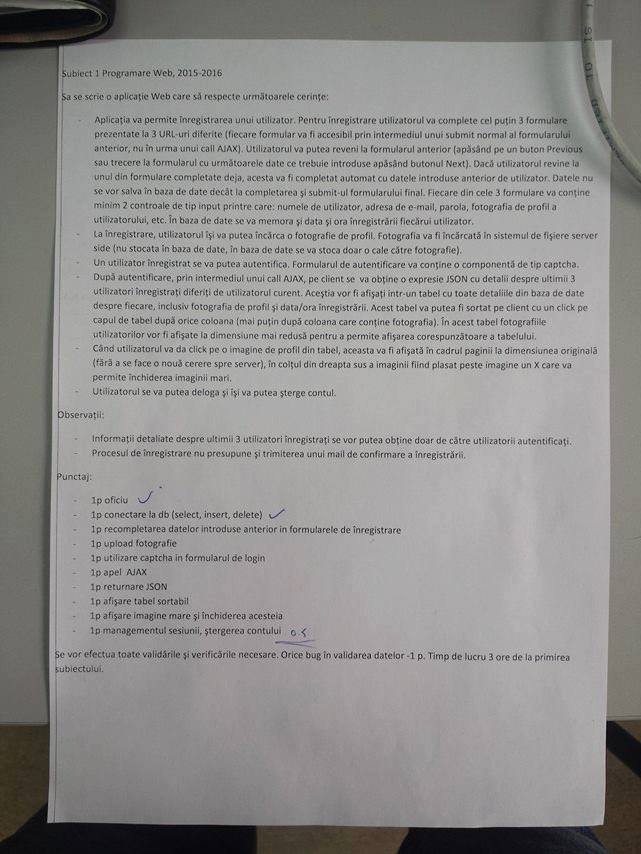 Subiect 1 Programare Web, 2015-2016
Sa se scrie o aplicație Web care să respecte următoarele cerințe:
- Aplicația va permite înregistrarea unui utilizator. Pentru înregistrare utilizatorul va complete cel puțin 3 formulare
prezentate la 3 URL-uri diferite (fiecare formular va fi accesibil prin intermediul unui submit normal al formularului
anterior, nu în urma unui call AJAX). Utilizatorul va putea reveni la formularul anterior (apăsând pe un buton Previous
sau trecere la formularul cu următoarele date ce trebuie introduse apăsând butonul Next). Dacă utilizatorul revine la
unul din formulare completate deja, acesta va fi completat automat cu datele introduse anterior de utilizator. Datele nu
se vor salva în baza de date decât la completarea și submit-ul formularului final. Fiecare din cele 3 formulare va conține
minim 2 controale de tip input printre care: numele de utilizator, adresa de e-mail, parola, fotografia de profil a
utilizatorului, etc. În baza de date se va memora și data și ora înregistrării fiecărui utilizator.
- La înregistrare, utilizatorul își va putea încărca o fotografie de profil. Fotografia va fi încărcată în sistemul de fișiere server
side (nu stocata în baza de date, în baza de date se va stoca doar o cale către fotografie).
- Un utilizator înregistrat se va putea autentifica. Formularul de autentificare va conține o componentă de tip captcha.
- După autentificare, prin intermediul unui call AJAX, pe client se va obține o expresie JSON cu detalii despre ultimii 3
utilizatori înregistrați diferiți de utilizatorul curent. Aceștia vor fi afișați intr-un tabel cu toate detaliile din baza de date
despre fiecare, inclusiv fotografia de profil și data/ora înregistrării. Acest tabel va putea fi sortat pe client cu un click pe
capul de tabel după orice coloana (mai puțin după coloana care conține fotografia). În acest tabel fotografiile
utilizatorilor vor fi afișate la dimensiune mai redusă pentru a permite afișarea corespunzătoare a tabelului.
- Când utilizatorul va da click pe o imagine de profil din tabel, aceasta va fi afișată în cadrul paginii la dimensiunea originală
(fără a se face o nouă cerere spre server), în colțul din dreapta sus a imaginii fiind plasat peste imagine un X care va
permite închiderea imaginii mari.
- Utilizatorul se va putea deloga și își va putea șterge contul.
Observații:
- Informații detaliate despre ultimii 3 utilizatori înregistrați se vor putea obține doar de către utilizatorii autentificați.
- Procesul de înregistrare nu presupune și trimiterea unui mail de confirmare a înregistrării.
Punctaj:
- 1p oficiu
- 1p conectare la db (select, insert, delete)
- 1p recompletarea datelor introduse anterior in formularele de înregistrare
- 1p upload fotografie
- 1p utilizare captcha in formularul de login
- 1p apel AJAX
- 1p returnare JSON
- 1p afișare tabel sortabil
- 1p afișare imagine mare și închiderea acesteia
- 1p managementul sesiunii, ștergerea contului 0.5
Se vor efectua toate validările și verificările necesare. Orice bug în validarea datelor -1 p. Timp de lucru 3 ore de la primirea
subiectului.